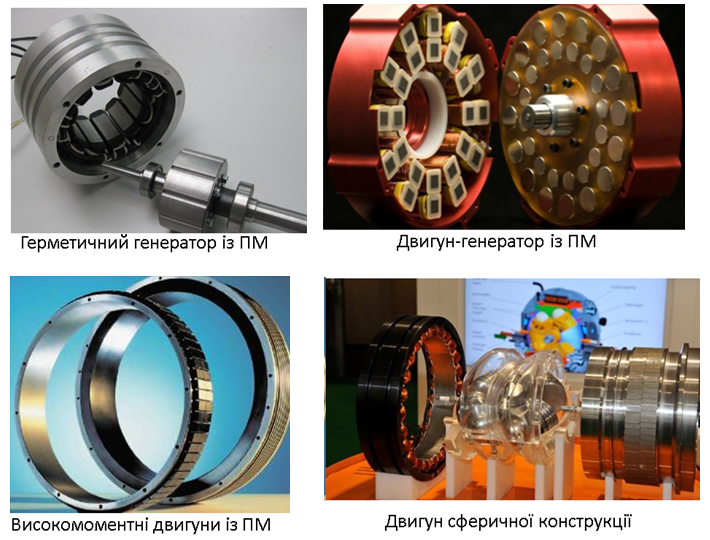 Герметичний генератор із ПМ
Двигун-генератор із ПМ
Високомоментні двигуни із ПМ
Двигун сферичної конструкції